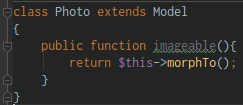 class Photo extends Model
{
public function imageable(){
return $this->morphTo();
}
}